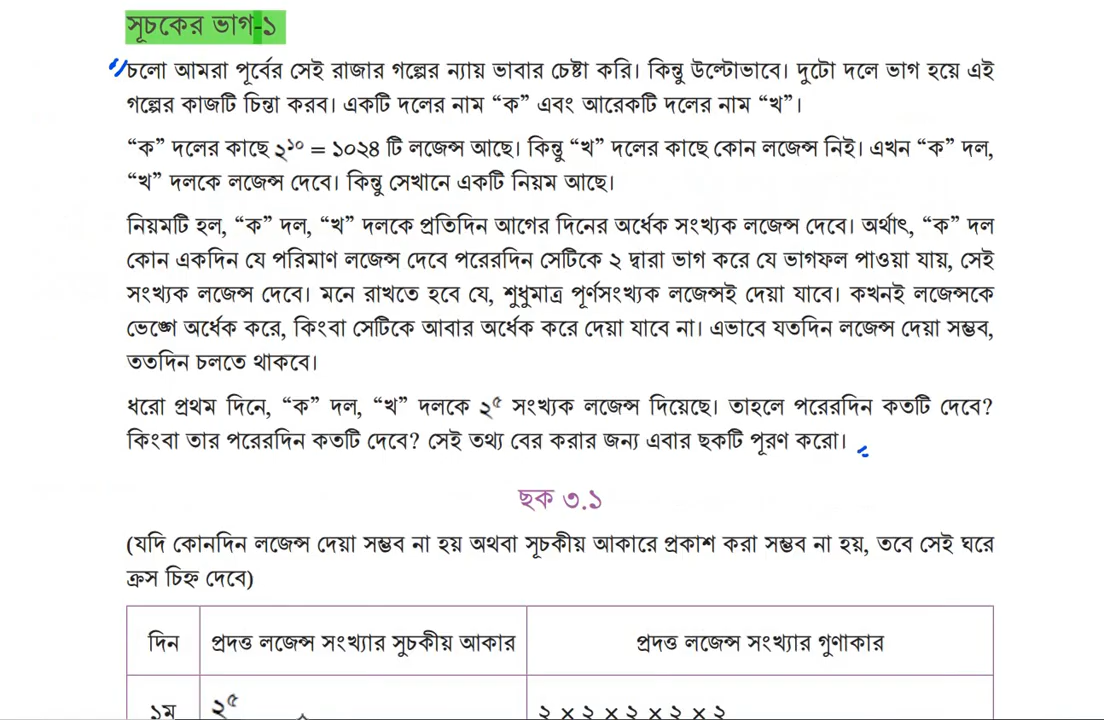 সূচকের ভাগ-১
চলো আমরা পূর্বের সেই রাজার গল্পের ন্যায় ভাবার চেষ্টা করি। কিন্তু উল্টোভাবে। দুটো দলে ভাগ হয়ে এই
গল্পের কাজটি চিন্তা করব। একটি দলের নাম “ক” এবং আরেকটি দলের নাম “খ”।
“ক” দলের কাছে ২¹⁰ = ১০২৪ টি লজেন্স আছে। কিন্তু “খ” দলের কাছে কোন লজেন্স নিই। এখন “ক” দল,
“খ” দলকে লজেন্স দেবে। কিন্তু সেখানে একটি নিয়ম আছে।
নিয়মটি হল, “ক” দল, “খ” দলকে প্রতিদিন আগের দিনের অর্ধেক সংখ্যক লজেন্স দেবে। অর্থাৎ, “ক” দল
কোন একদিন যে পরিমাণ লজেন্স দেবে পরেরদিন সেটিকে ২ দ্বারা ভাগ করে যে ভাগফল পাওয়া যায়, সেই
সংখ্যক লজেন্স দেবে। মনে রাখতে হবে যে, শুধুমাত্র পূর্ণসংখ্যক লজেন্সই দেয়া যাবে। কখনই লজেন্সকে
ভেঙ্গে অর্ধেক করে, কিংবা সেটিকে আবার অর্ধেক করে দেয়া যাবে না। এভাবে যতদিন লজেন্স দেয়া সম্ভব,
ততদিন চলতে থাকবে।
ধরো প্রথম দিনে, “ক” দল, “খ” দলকে ২⁵ সংখ্যক লজেন্স দিয়েছে। তাহলে পরেরদিন কতটি দেবে?
কিংবা তার পরেরদিন কতটি দেবে? সেই তথ্য বের করার জন্য এবার ছকটি পূরণ করো।
ছক ৩.১
(যদি কোনদিন লজেন্স দেয়া সম্ভব না হয় অথবা সূচকীয় আকারে প্রকাশ করা সম্ভব না হয়, তবে সেই ঘরে
ক্রস চিহ্ন দেবে)
দিন প্রদত্ত লজেন্স সংখ্যার সুচকীয় আকার প্রদত্ত লজেন্স সংখ্যার গুণাকার
১ম ২⁵ ২ × ২ × ২ × ২ × ২